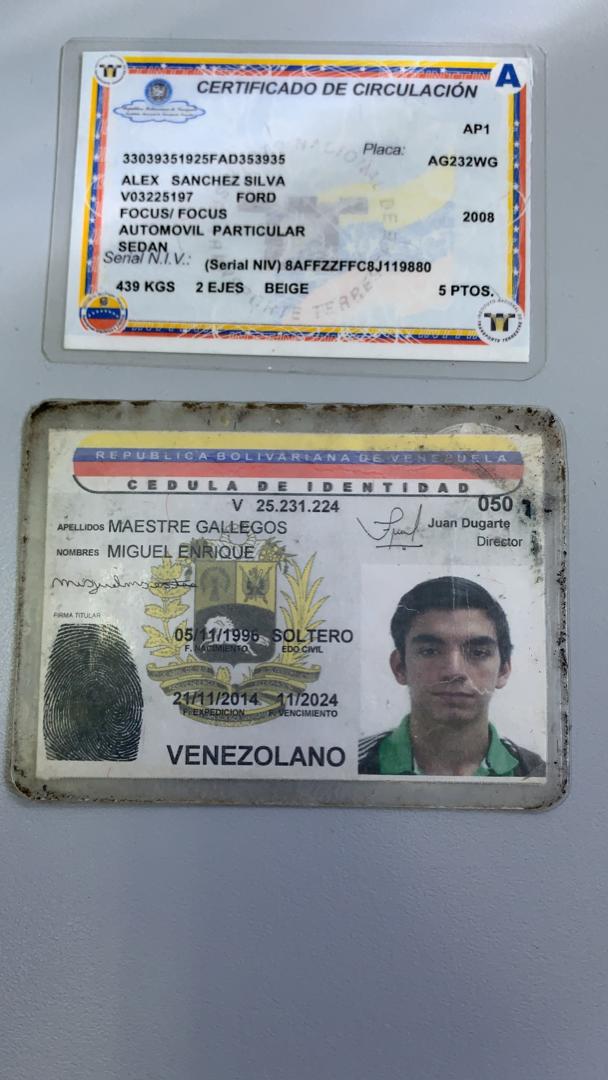 A
CERTIFICADO DE CIRCULACIÓN
AP1
Placa:
33039351925FAD353935 AG232WG
ALEX SANCHEZ SILVA
V03225197 FORD
FOCUS/ FOCUS 2008
AUTOMOVIL PARTICULAR
SEDAN
Serial N.I.V.: (Serial NIV) 8AFFZZFFC8J119880
439 KGS 2 EJES BEIGE 5 PTOS.
REPUBLICA BOLIVARIANA DE VENEZUELA
CEDULA DE IDENTIDAD
V 25.231.224 050
APELLIDOS MAESTRE GALLEGOS Juan Dugarte
NOMBRES MIGUEL ENRIQUE Director
FIRMA TITULAR
05/11/1996 SOLTERO
F. NACIMIENTO EDO CIVIL
21/11/2014 11/2024
F. EXPEDICION F. VENCIMIENTO
VENEZOLANO